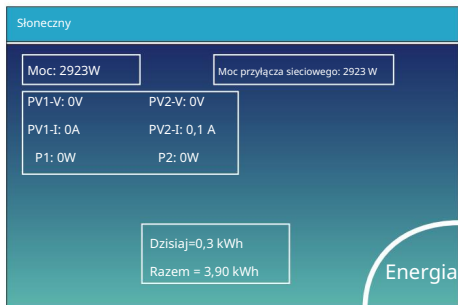 Słoneczny
Moc: 2923W
Moc przyłącza sieciowego: 2923 W
PV1-V: 0V PV2-V: 0V
PV1-I: 0A PV2-I: 0,1 A
P1: 0W P2: 0W
Dzisiaj=0,3 kWh
Razem = 3,90 kWh
Energia